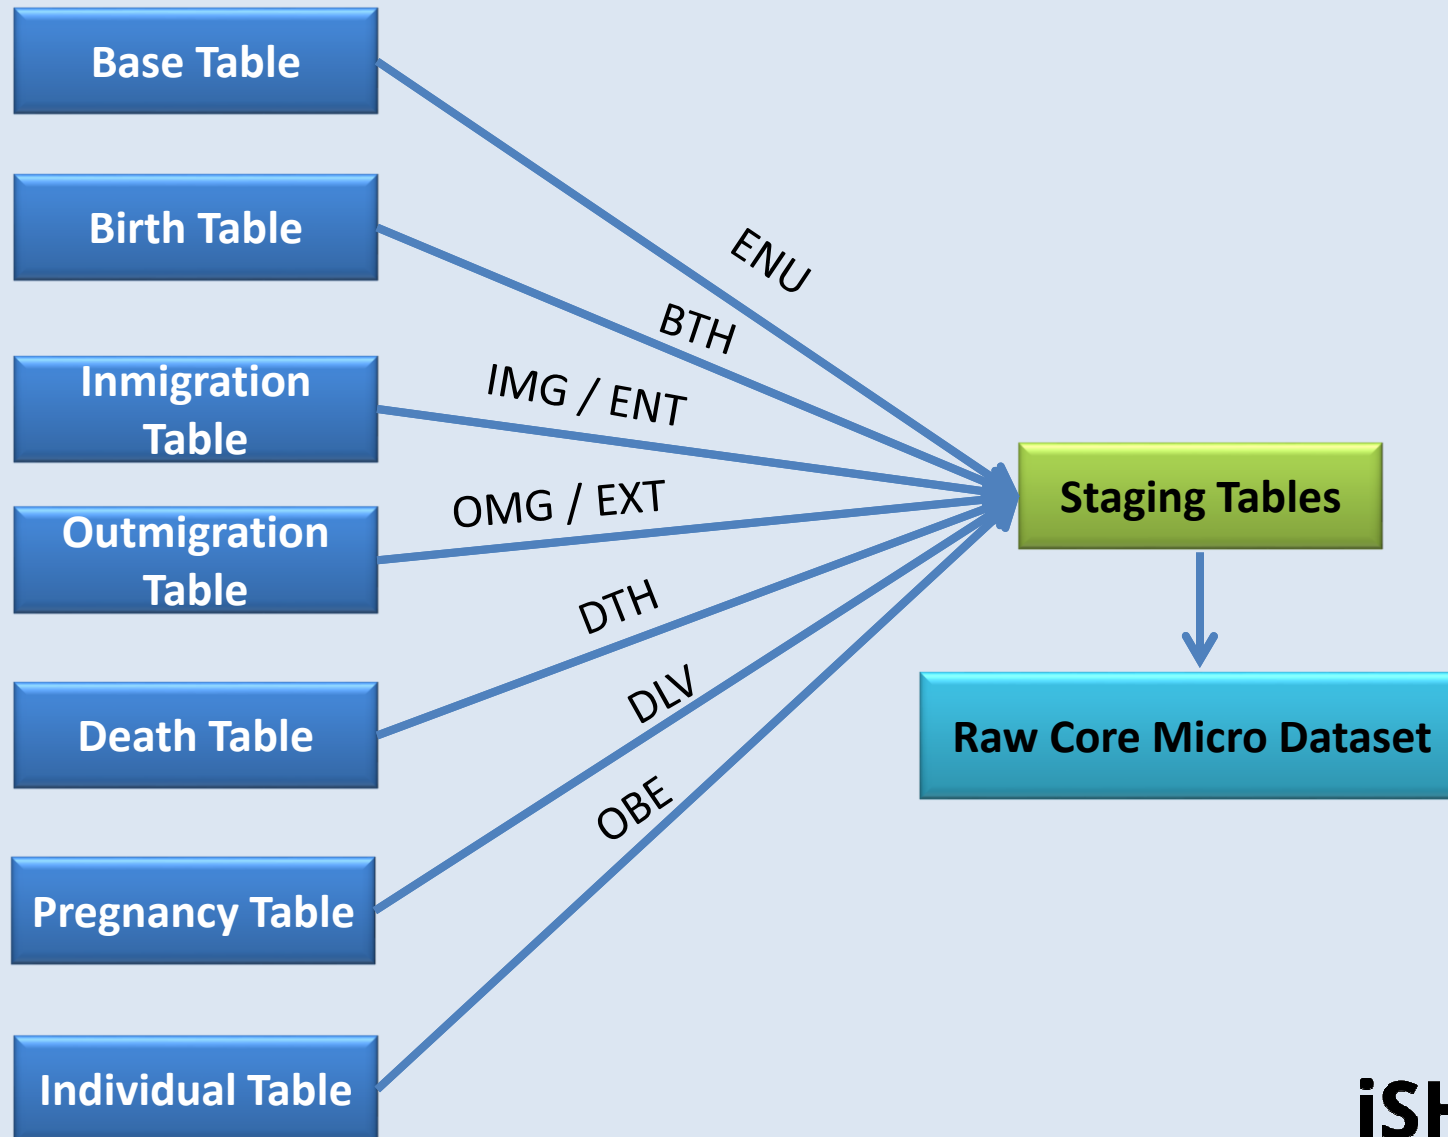 Base Table
Birth Table
Inmigration
Table
Outmigration
Table
Death Table
Pregnancy Table
Individual Table
ENU
BTH
IMG / ENT
OMG / EXT
DTH
DLV
OBE
Staging Tables
Raw Core Micro Dataset